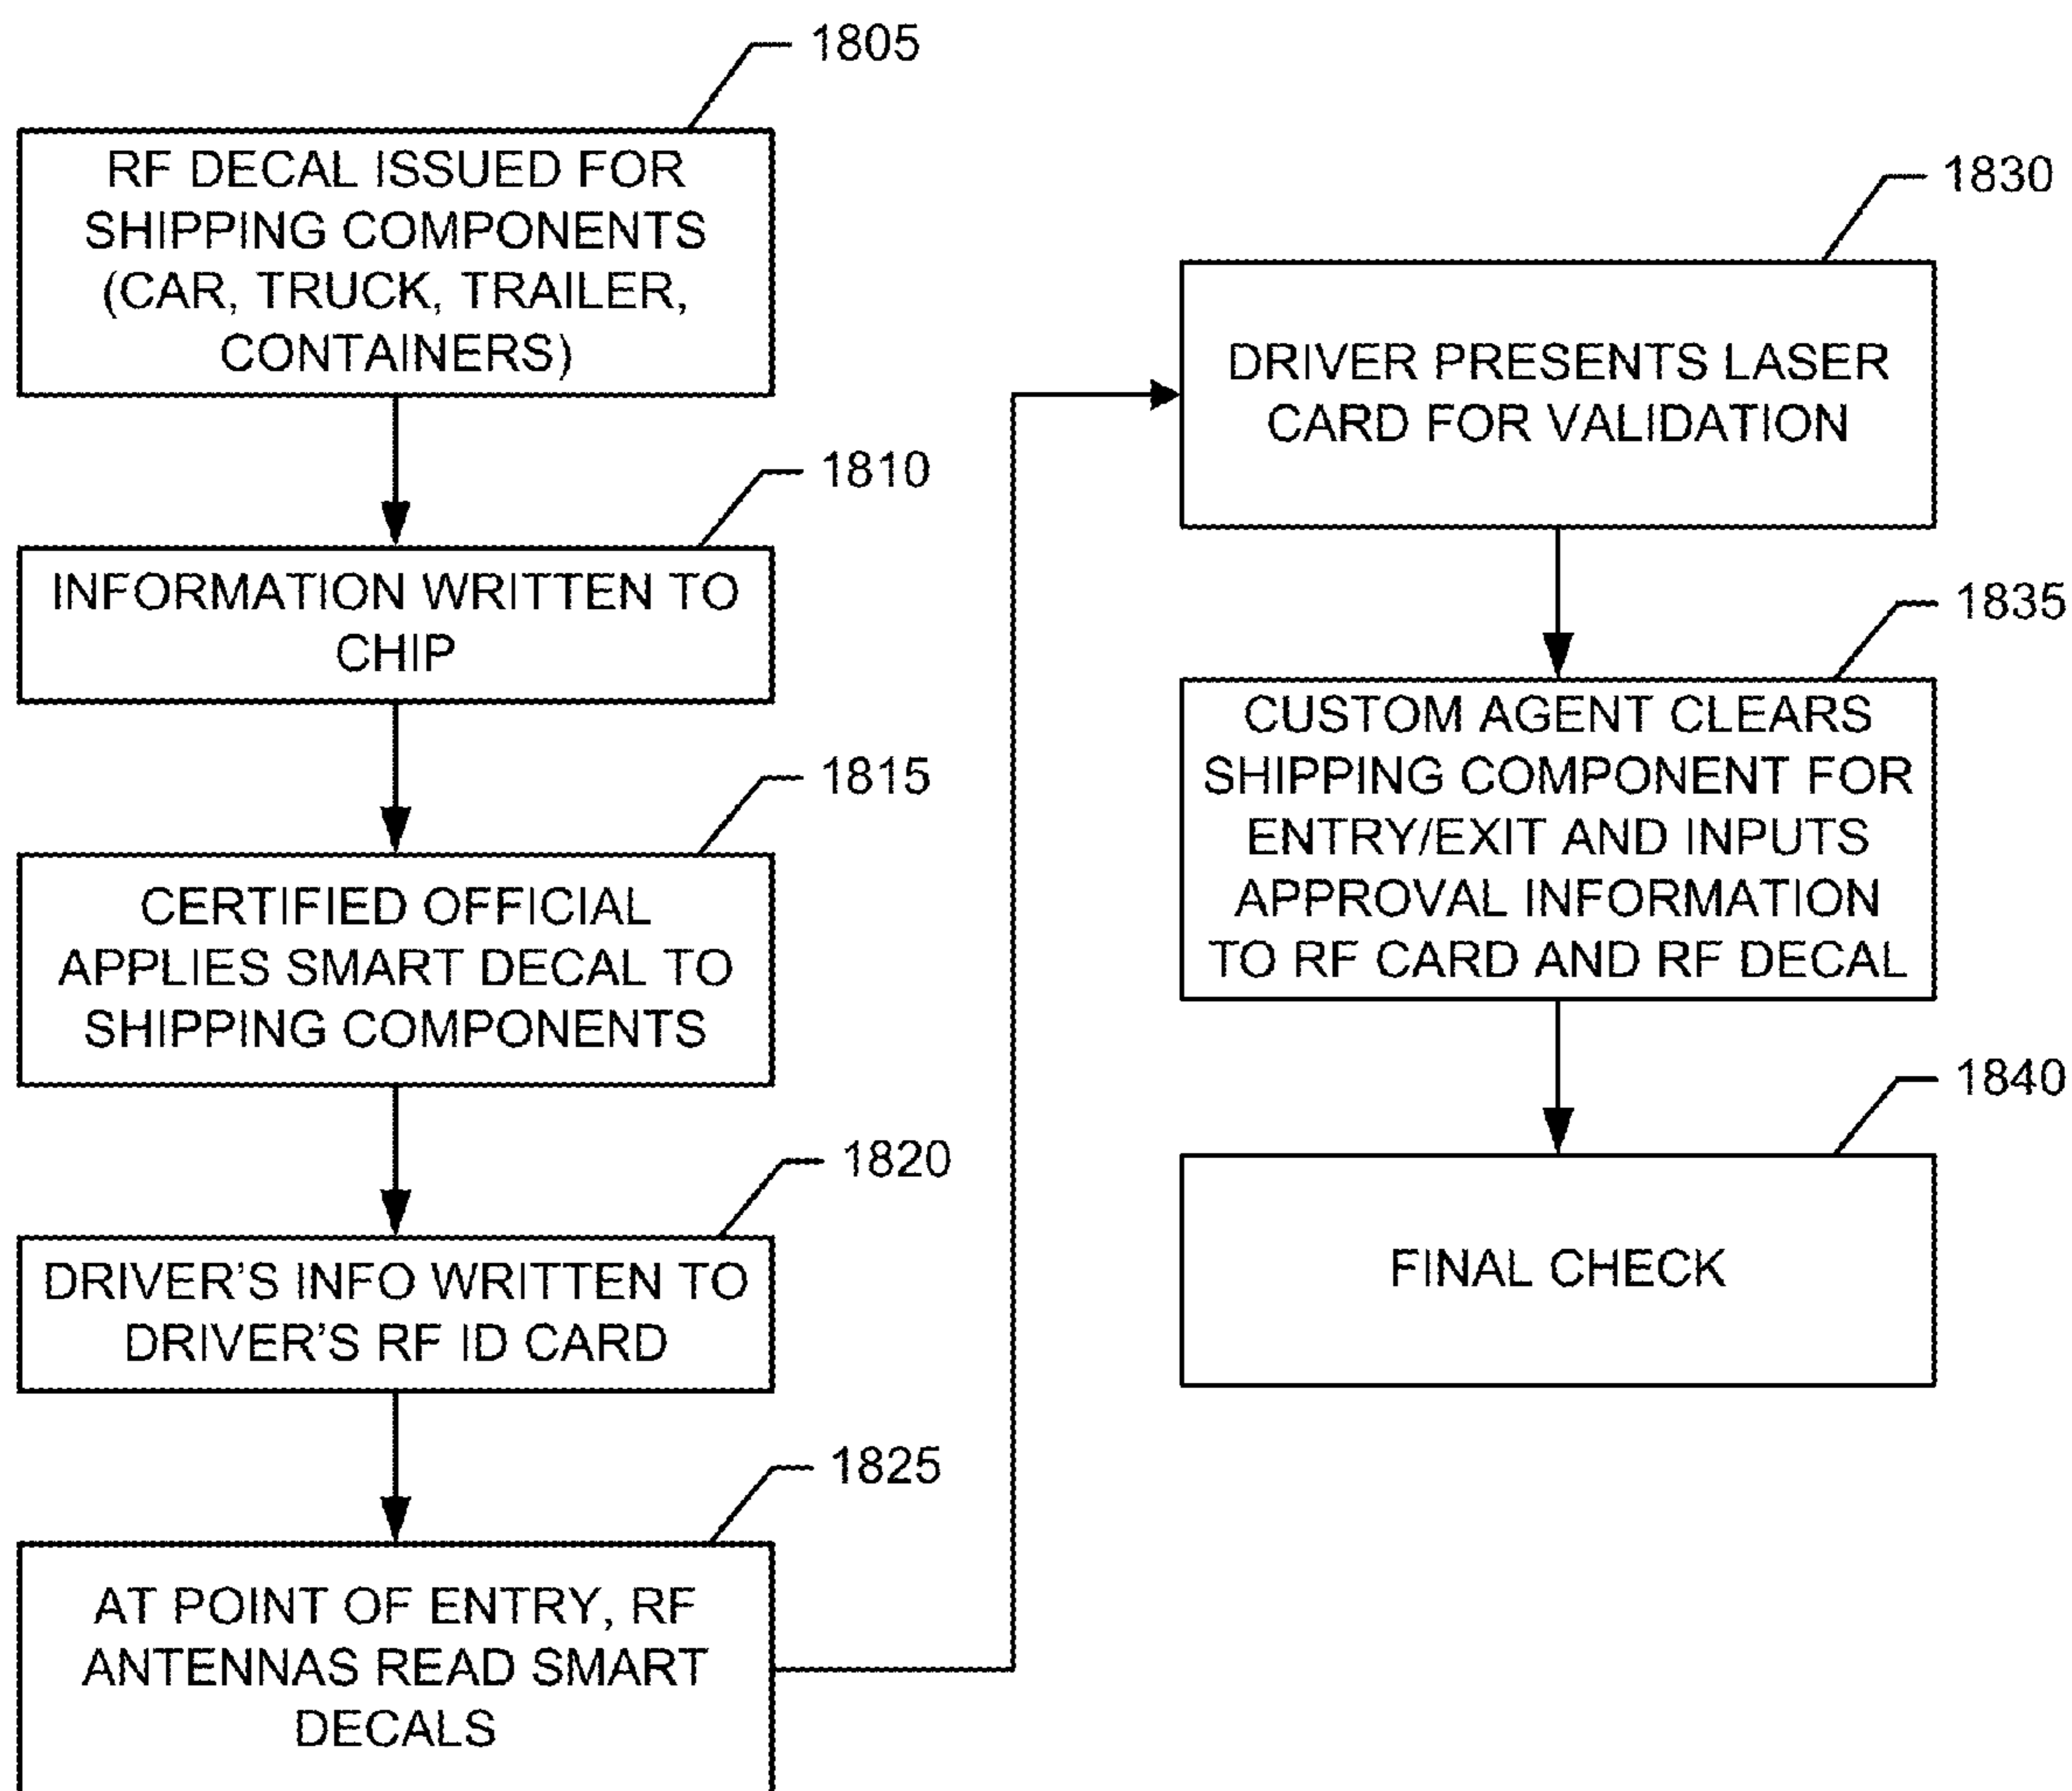 1805
RF DECAL ISSUED FOR
SHIPPING COMPONENTS
(CAR, TRUCK, TRAILER,
CONTAINERS)
1810
INFORMATION WRITTEN TO
CHIP
1815
CERTIFIED OFFICIAL
APPLIES SMART DECAL TO
SHIPPING COMPONENTS
1820
DRIVER'S INFO WRITTEN TO
DRIVER'S RF ID CARD
1825
AT POINT OF ENTRY, RF
ANTENNAS READ SMART
DECALS
1830
DRIVER PRESENTS LASER
CARD FOR VALIDATION
1835
CUSTOM AGENT CLEARS
SHIPPING COMPONENT FOR
ENTRY/EXIT AND INPUTS
APPROVAL INFORMATION
TO RF CARD AND RF DECAL
1840
FINAL CHECK